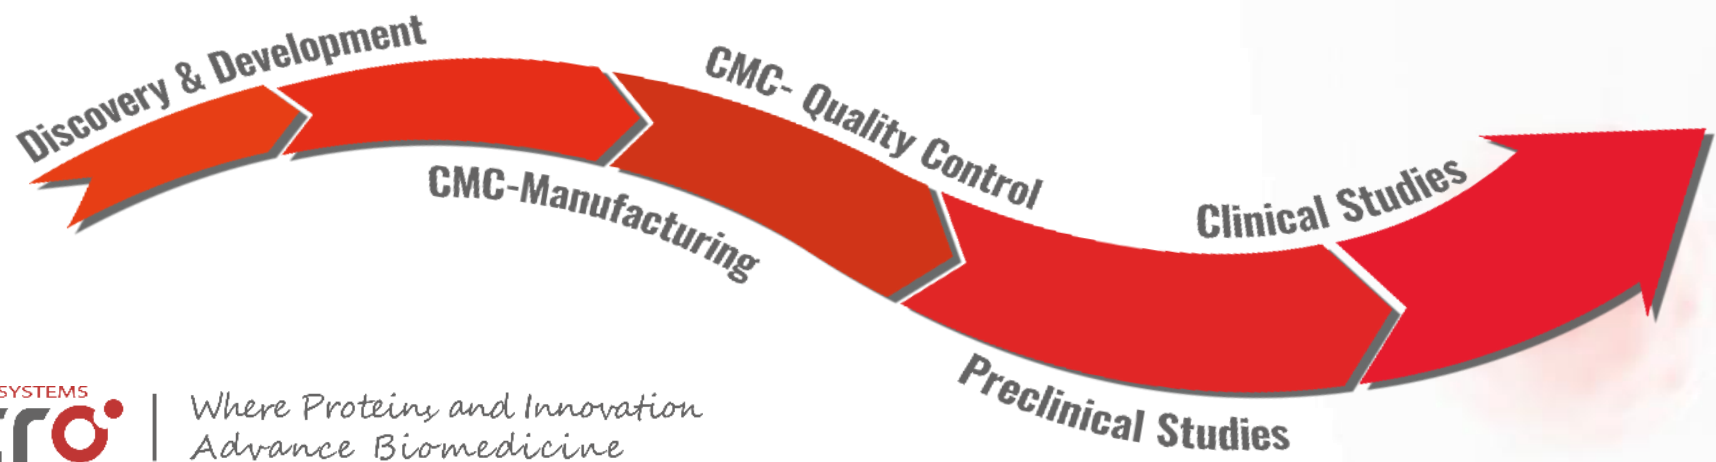 Discovery & Development
CMC-Manufacturing
CMC- Quality Control
Preclinical Studies
Clinical Studies
SYSTEMS
Where Proteins and Innovation
Advance Biomedicine